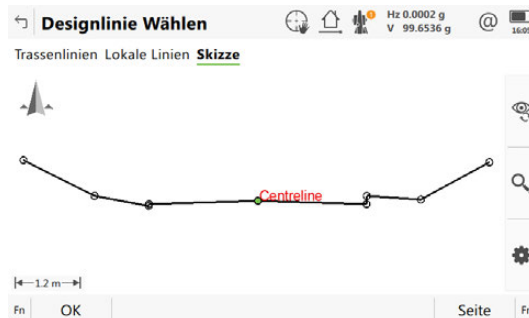 Designlinie Wählen
Hz 0.0002 g
V 99.6536 g
@
Trassenlinien Lokale Linien Skizze
Centreline
1.2 m
Fn OK Seite